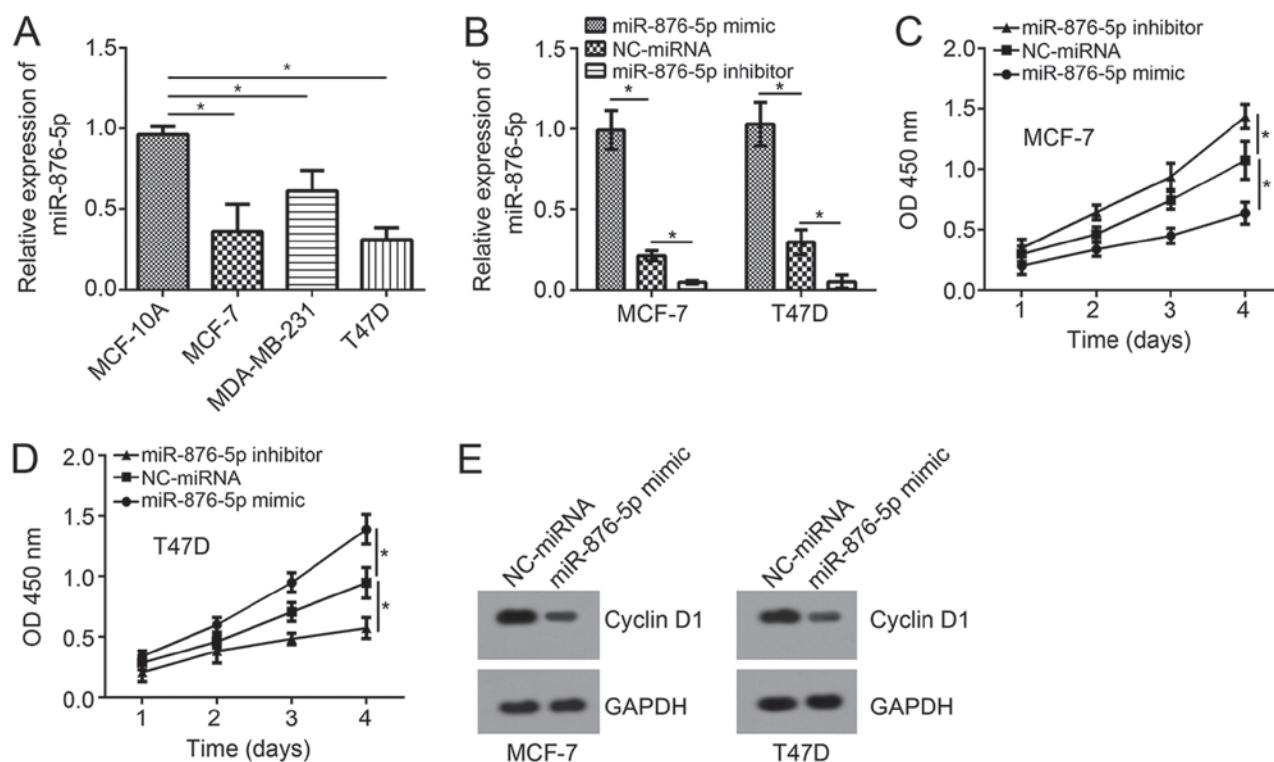 A
Relative expression of
miR-876-5p
1.5
1.0
0.5
0.0
*
*
*
MCF-10A
MCF-7
MDA-MB-231
T47D
B
miR-876-5p mimic
NC-miRNA
miR-876-5p inhibitor
Relative expression of
miR-876-5p
1.5
1.0
0.5
0.0
*
*
*
*
MCF-7
T47D
C
miR-876-5p inhibitor
NC-miRNA
miR-876-5p mimic
MCF-7
OD 450 nm
2.0
1.5
1.0
0.5
0.0
*
*
1 2 3 4
Time (days)
D
miR-876-5p inhibitor
NC-miRNA
miR-876-5p mimic
T47D
OD 450 nm
2.0
1.5
1.0
0.5
0.0
*
*
1 2 3 4
Time (days)
E
NC-miRNA
miR-876-5p mimic
Cyclin D1
GAPDH
MCF-7
NC-miRNA
miR-876-5p mimic
Cyclin D1
GAPDH
T47D